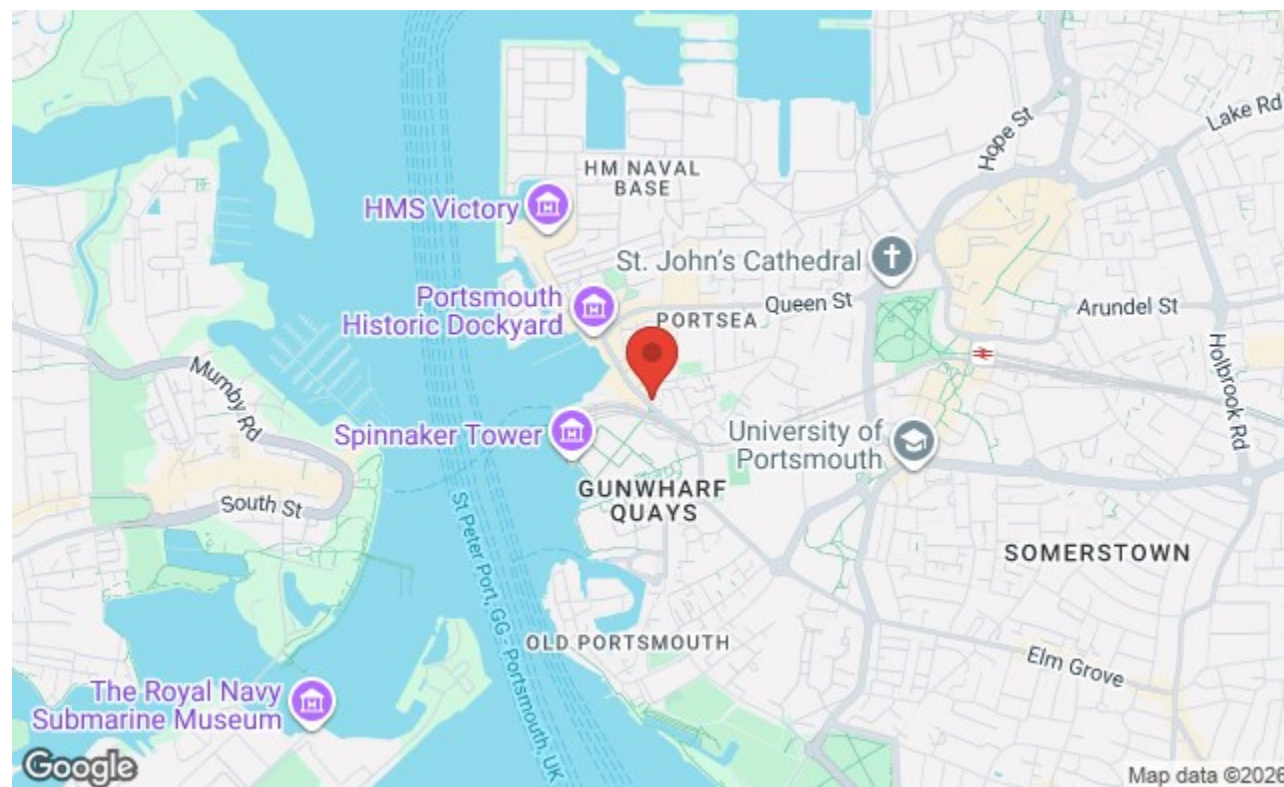 Hope St
Lake Rd
HM NAVAL
BASE
HMS Victory
St. John's Cathedral
Portsmouth
Historic Dockyard
Queen St
PORTSEA
Arundel St
Holbrook Rd
Mumby Rd
Spinnaker Tower
University of
Portsmouth
GUNWHARF
QUAYS
South St
St Peter Port, GG - Portsmouth, UK
SOMERSTOWN
OLD PORTSMOUTH
Elm Grove
The Royal Navy
Submarine Museum
Google
Map data ©2026